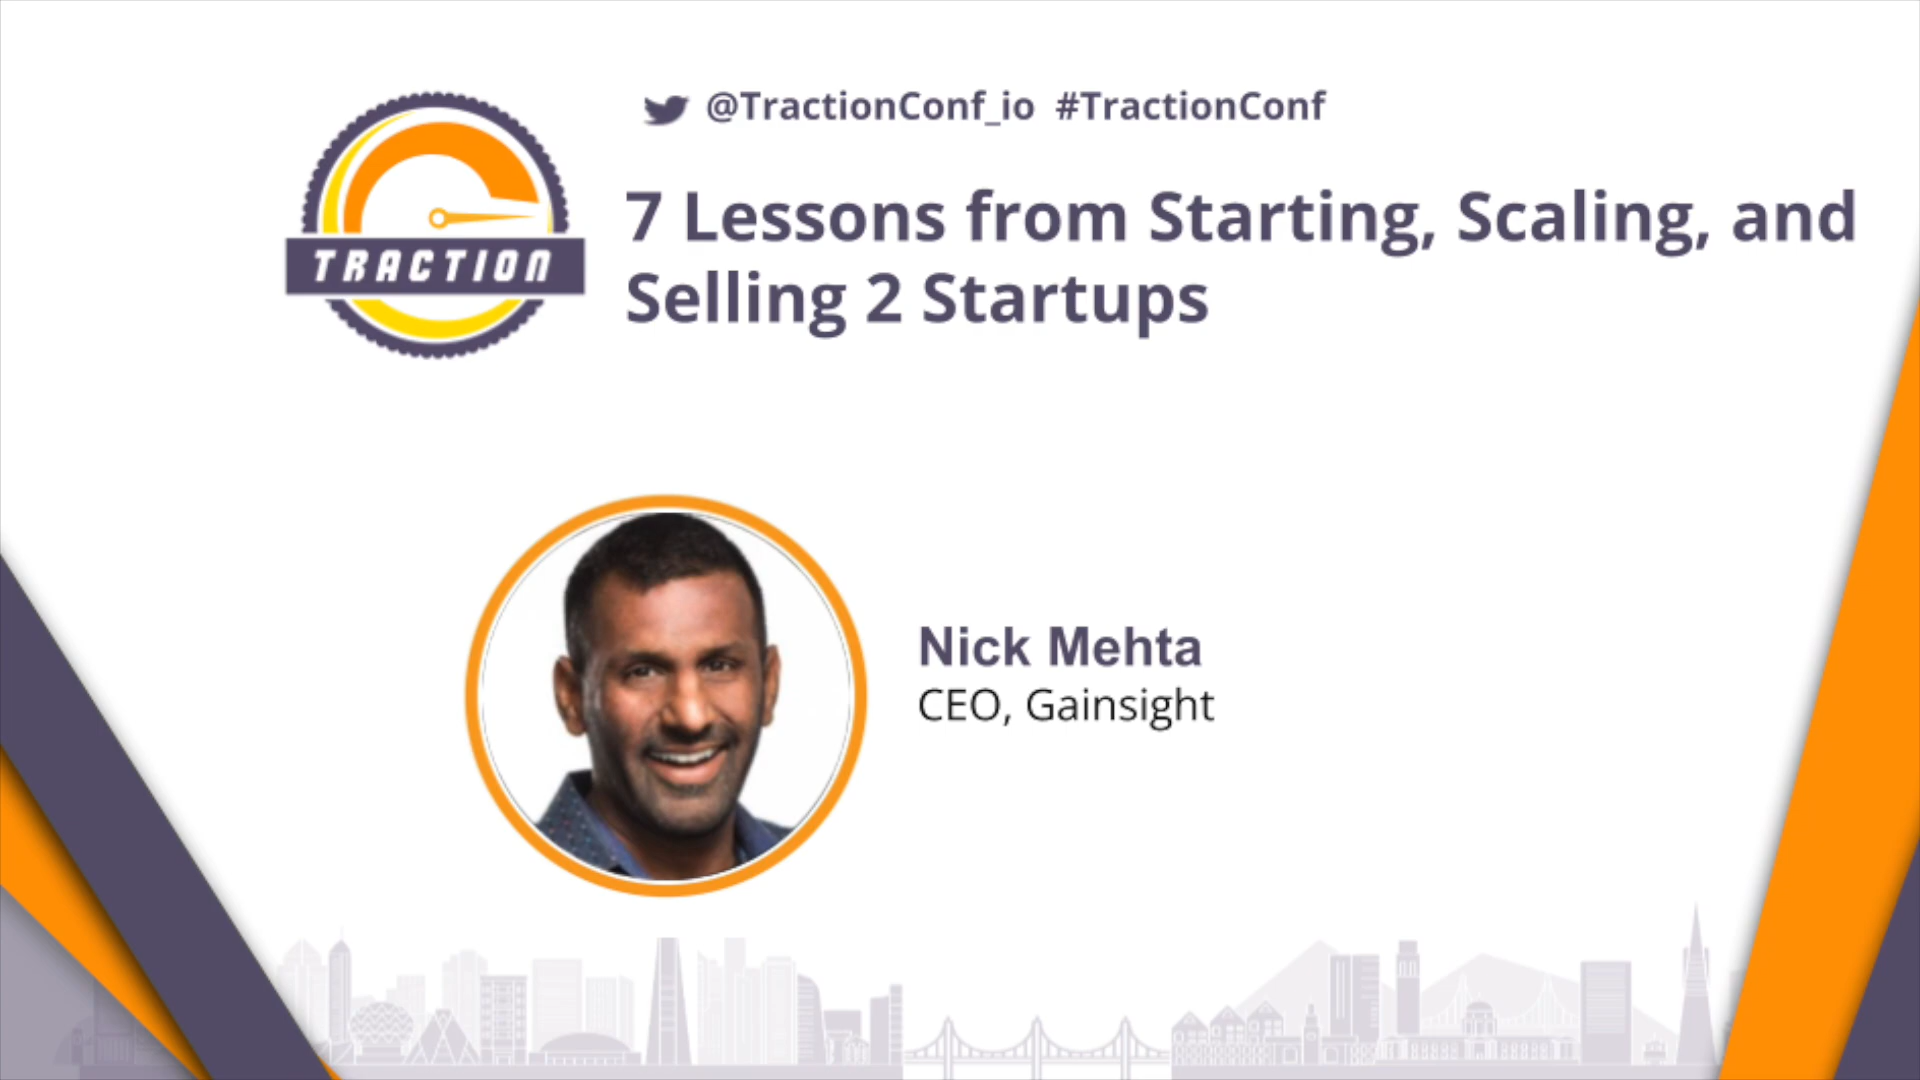 @TractionConf_io #TractionConf
TRACTION
7 Lessons from Starting, Scaling, and
Selling 2 Startups
Nick Mehta
CEO, Gainsight